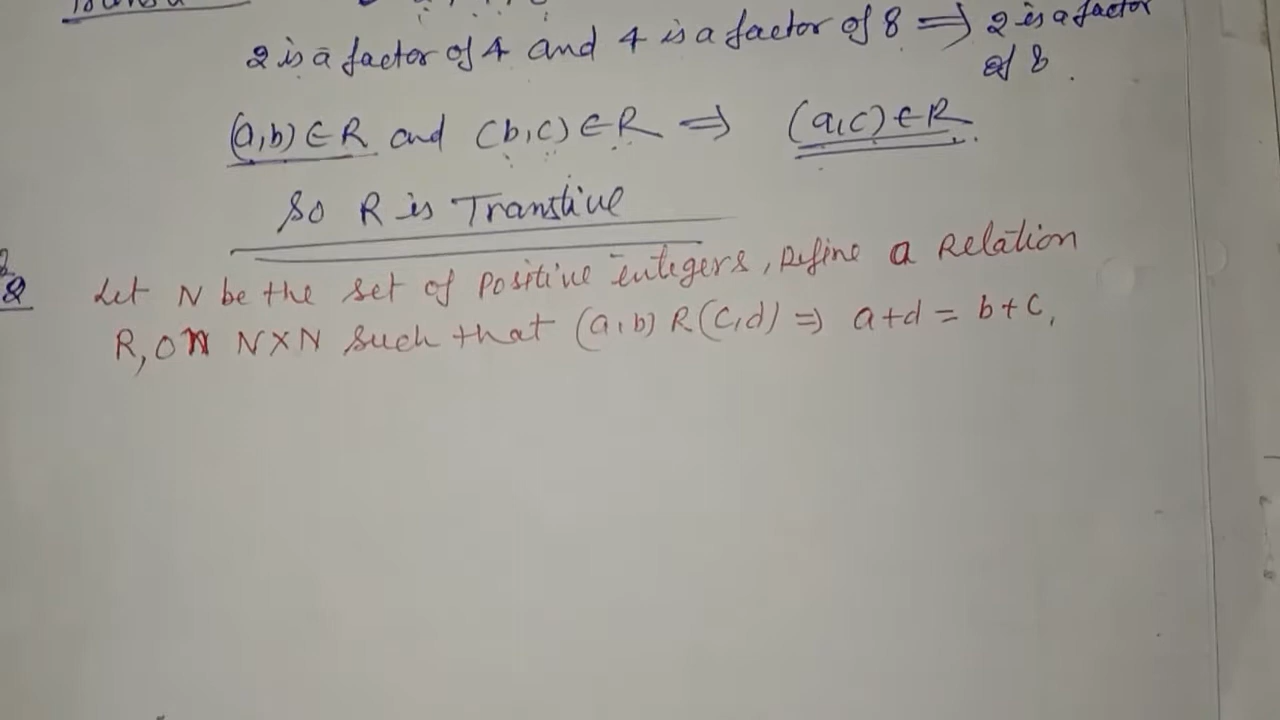 2 is a factor of 4 and 4 is a factor of 8 ⟹ 2 is a factor
of 8.
(a,b) ∈ R and (b,c) ∈ R ⟹ (a,c) ∈ R
So R is Transtive
Q Let N be the set of positive integers, Define a Relation
R, on N×N such that (a,b) R (c,d) ⟹ a+d = b+c,